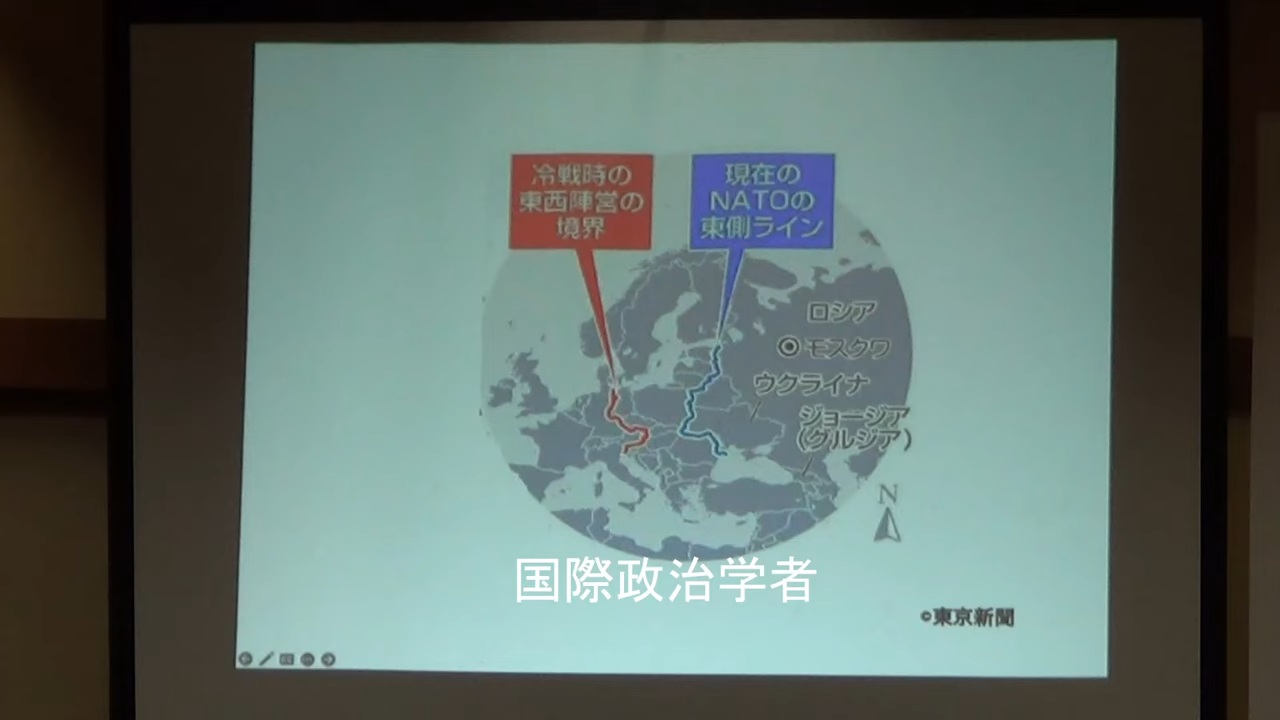 冷戦時の
東西陣営の
境界
現在の
NATOの
東側ライン
ロシア
モスクワ
ウクライナ
ジョージア
(グルジア)
N
国際政治学者
©東京新聞